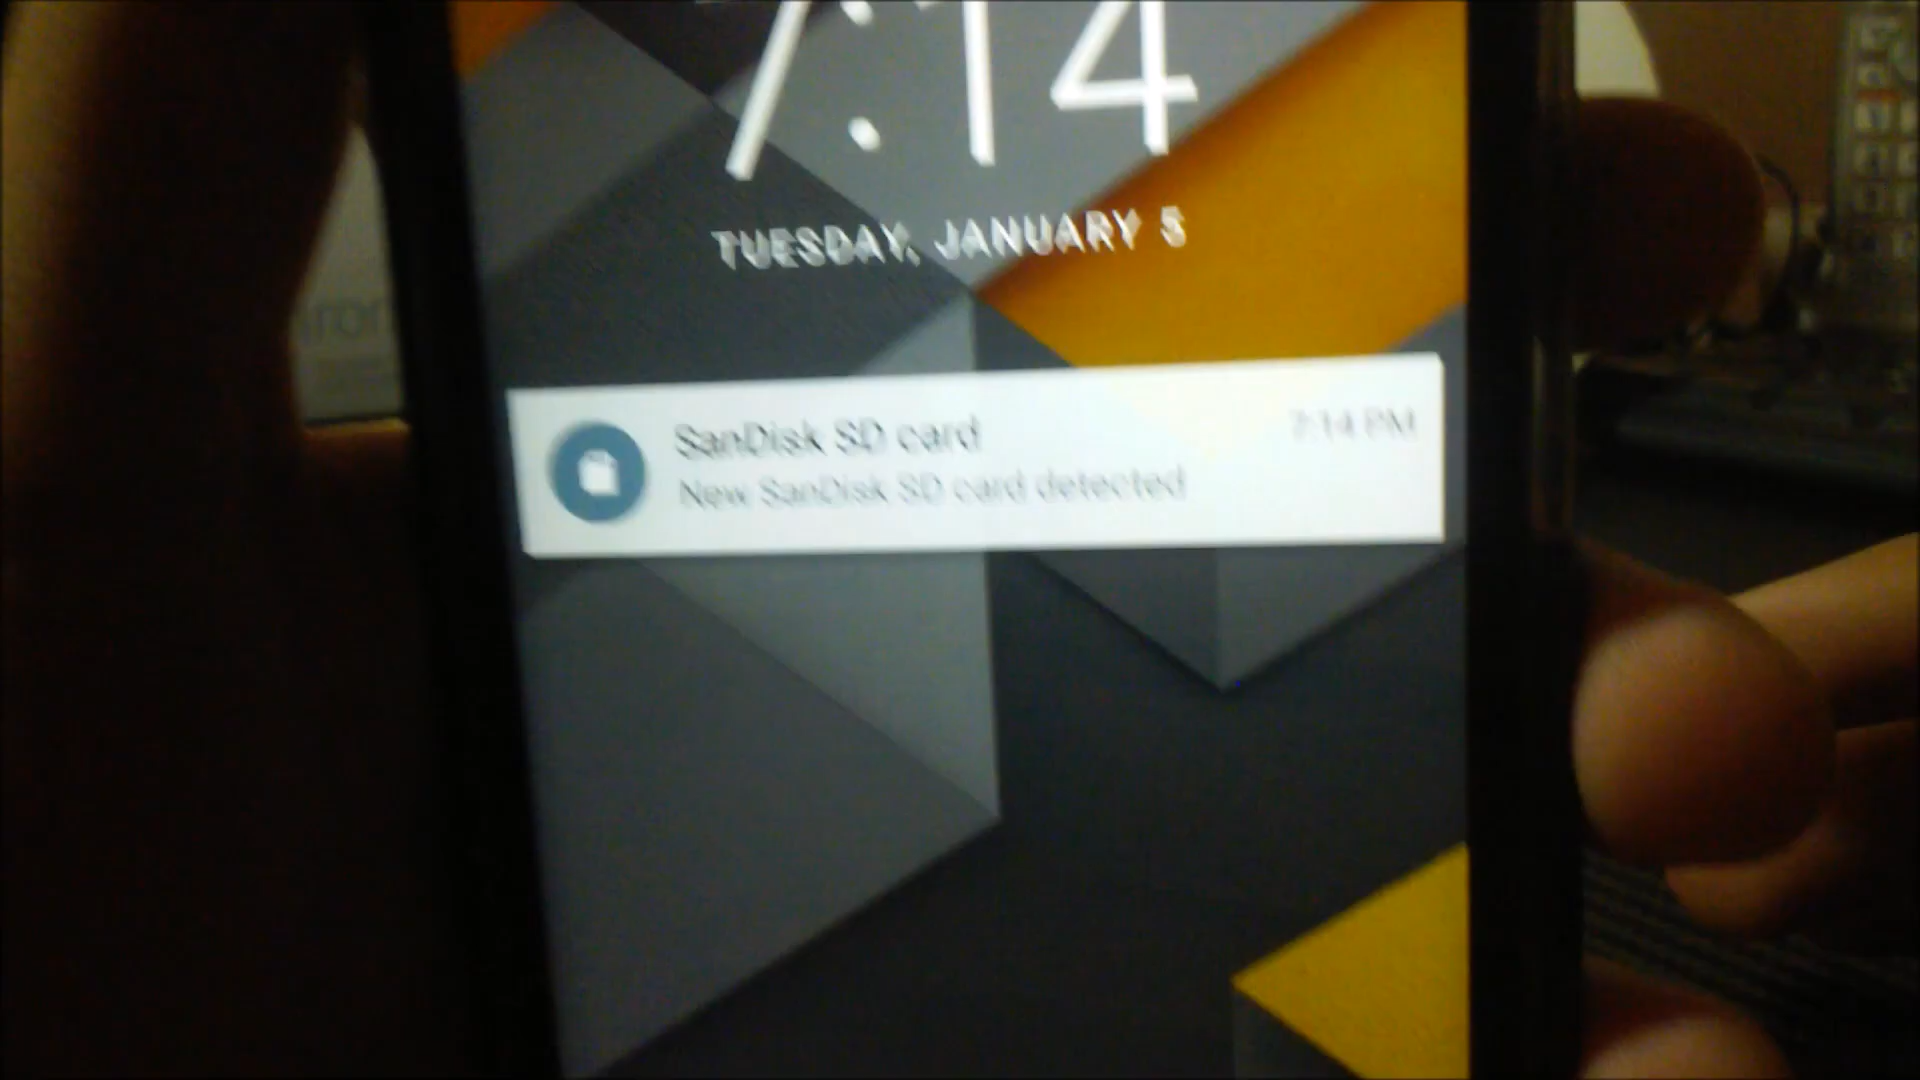 7:14
TUESDAY, JANUARY 5
SanDisk SD card
7:14 PM
New SanDisk SD card detected